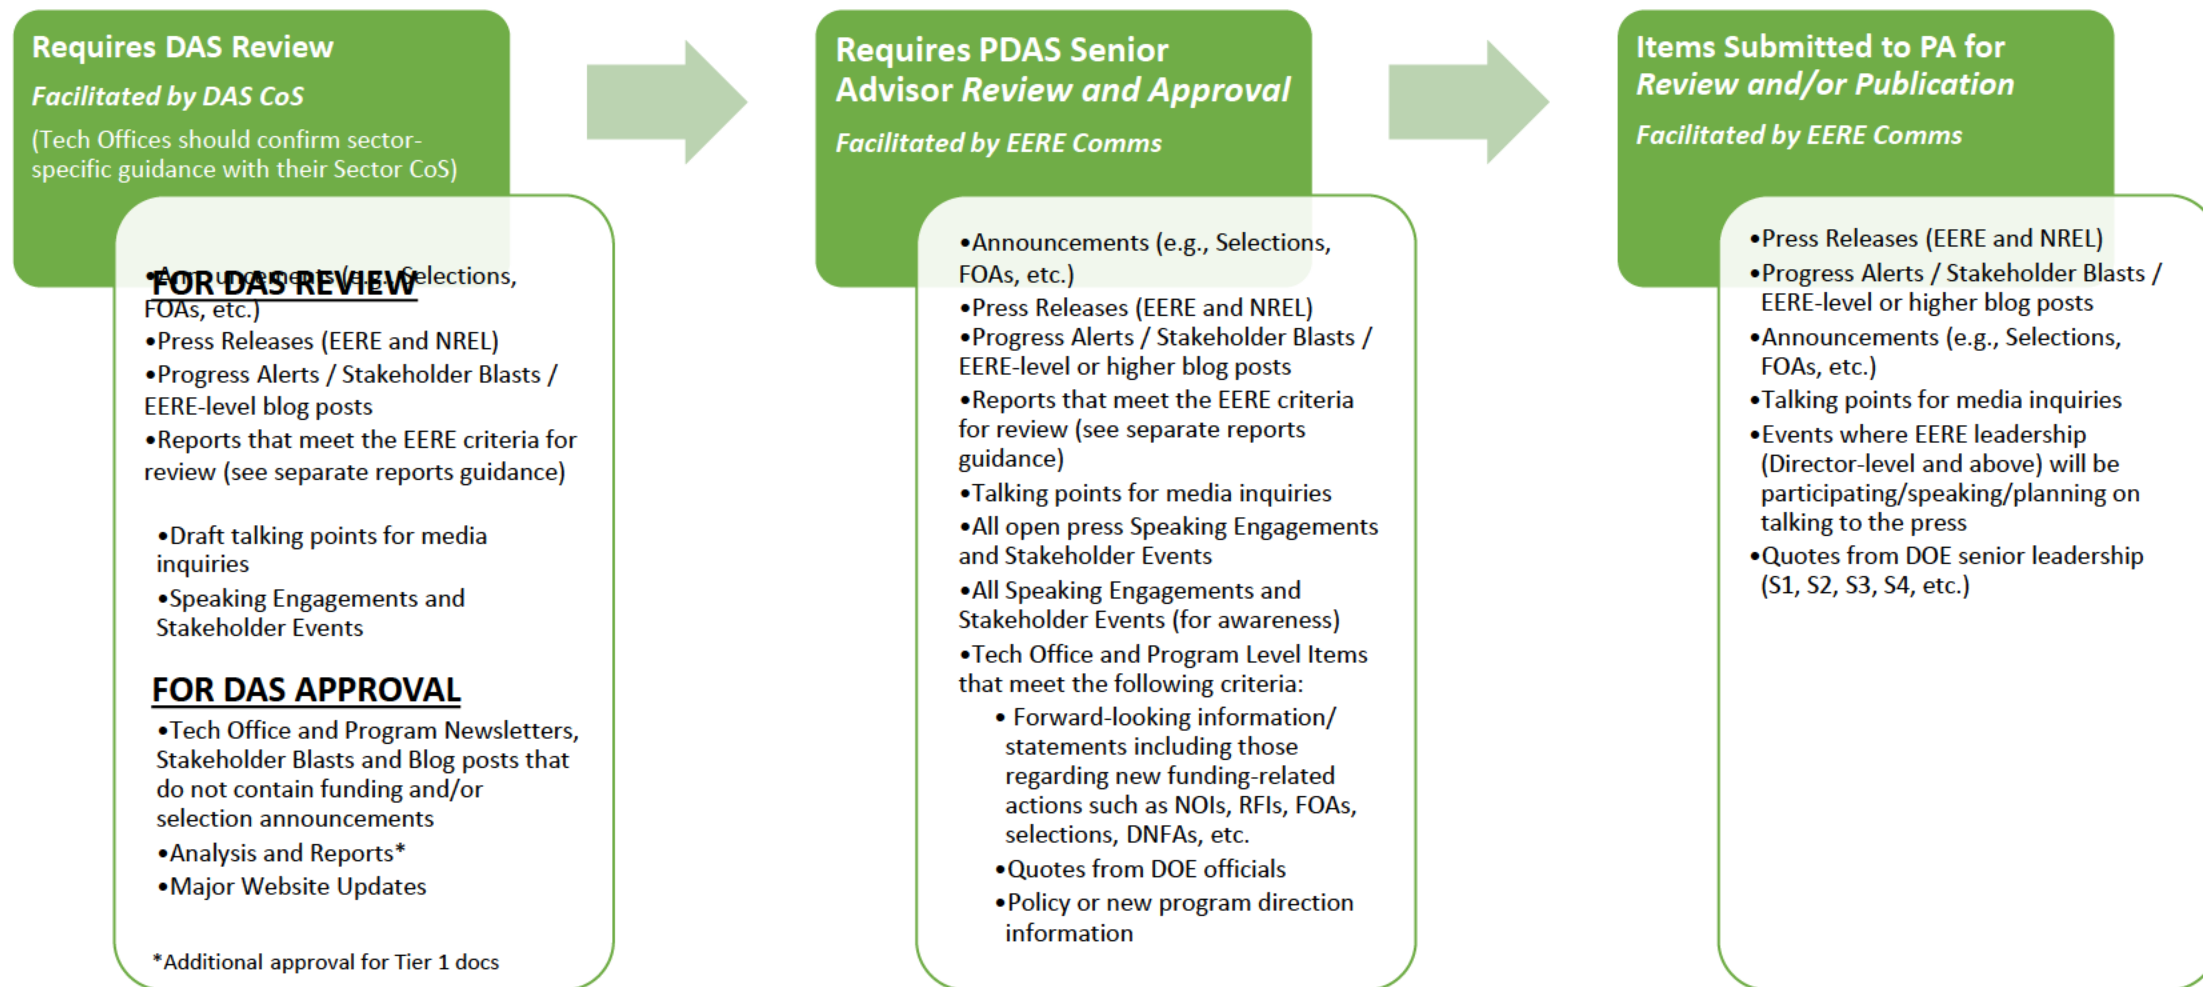 Requires DAS Review
Facilitated by DAS CoS
(Tech Offices should confirm sector-
specific guidance with their Sector CoS)
FOR DAS REVIEW
•Announcements (e.g., Selections,
FOAs, etc.)
•Press Releases (EERE and NREL)
•Progress Alerts / Stakeholder Blasts /
EERE-level blog posts
•Reports that meet the EERE criteria for
review (see separate reports guidance)
•Draft talking points for media
inquiries
•Speaking Engagements and
Stakeholder Events
FOR DAS APPROVAL
•Tech Office and Program Newsletters,
Stakeholder Blasts and Blog posts that
do not contain funding and/or
selection announcements
•Analysis and Reports*
•Major Website Updates
*Additional approval for Tier 1 docs
Requires PDAS Senior
Advisor Review and Approval
Facilitated by EERE Comms
•Announcements (e.g., Selections,
FOAs, etc.)
•Press Releases (EERE and NREL)
•Progress Alerts / Stakeholder Blasts /
EERE-level or higher blog posts
•Reports that meet the EERE criteria
for review (see separate reports
guidance)
•Talking points for media inquiries
•All open press Speaking Engagements
and Stakeholder Events
•All Speaking Engagements and
Stakeholder Events (for awareness)
•Tech Office and Program Level Items
that meet the following criteria:
• Forward-looking information/
statements including those
regarding new funding-related
actions such as NOIs, RFIs, FOAs,
selections, DNFAs, etc.
•Quotes from DOE officials
•Policy or new program direction
information
Items Submitted to PA for
Review and/or Publication
Facilitated by EERE Comms
•Press Releases (EERE and NREL)
•Progress Alerts / Stakeholder Blasts /
EERE-level or higher blog posts
•Announcements (e.g., Selections,
FOAs, etc.)
•Talking points for media inquiries
•Events where EERE leadership
(Director-level and above) will be
participating/speaking/planning on
talking to the press
•Quotes from DOE senior leadership
(S1, S2, S3, S4, etc.)